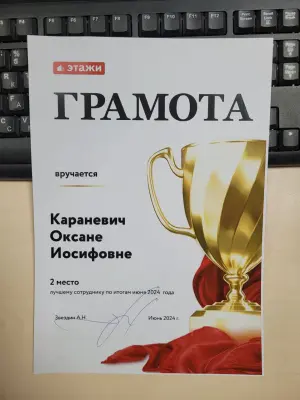 этажи
ГРАМОТА
вручается
Караневич
Оксане
Иосифовне
2 место
лучшему сотруднику по итогам июня 2024 года
А.Н.
Июнь 2024 г.